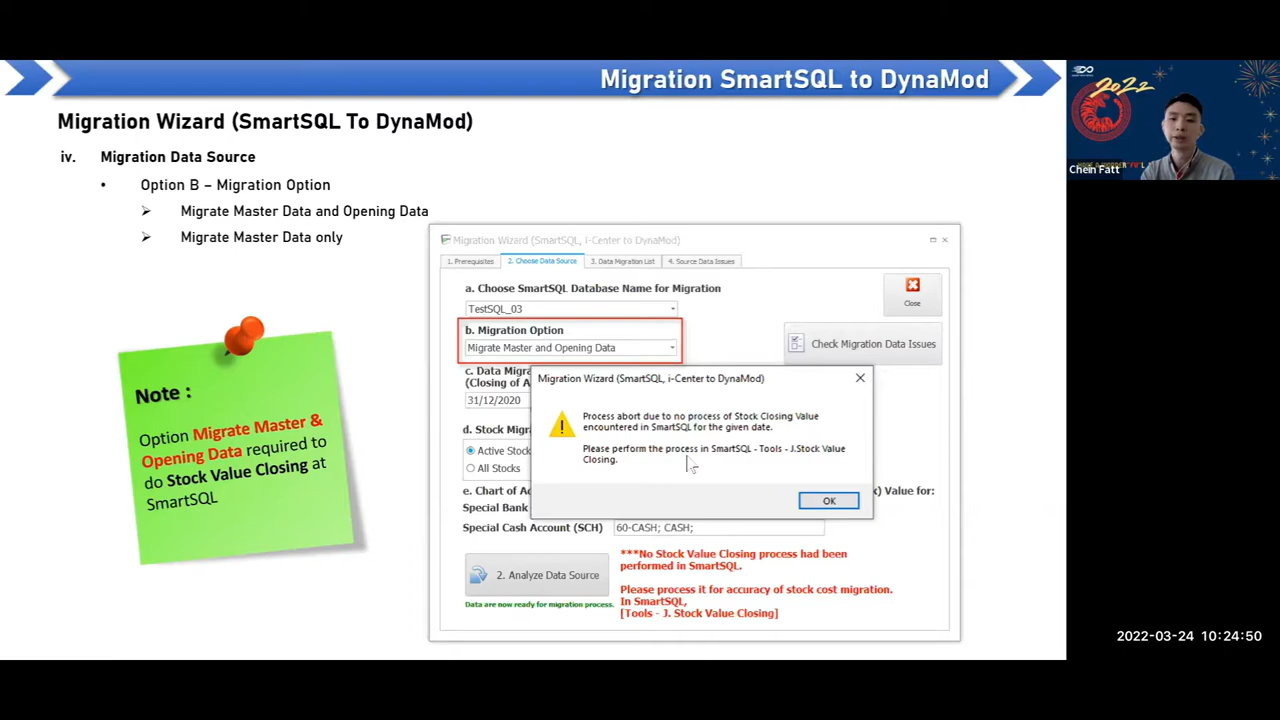 Migration SmartSQL to DynaMod
Migration Wizard (SmartSQL To DynaMod)
iv. Migration Data Source
• Option B – Migration Option
➢ Migrate Master Data and Opening Data
➢ Migrate Master Data only
Note :
Option Migrate Master &
Opening Data required to
do Stock Value Closing at
SmartSQL
Migration Wizard (SmartSQL, i-Center to DynaMod)
1. Prerequisites
2. Choose Data Source
3. Data Migration List
4. Source Data Issues
a. Choose SmartSQL Database Name for Migration
TestSQL_03
Close
b. Migration Option
Migrate Master and Opening Data
Check Migration Data Issues
c. Data Migra
(Closing of A
31/12/2020
d. Stock Migr
Active Stock
All Stocks
Migration Wizard (SmartSQL, i-Center to DynaMod)
Process abort due to no process of Stock Closing Value
encountered in SmartSQL for the given date.
Please perform the process in SmartSQL - Tools - J.Stock Value
Closing.
OK
e. Chart of Ac
) Value for:
Special Bank
Special Cash Account (SCH)
60-CASH; CASH;
2. Analyze Data Source
Data are now ready for migration process.
***No Stock Value Closing process had been
performed in SmartSQL.
Please process it for accuracy of stock cost migration.
In SmartSQL,
[Tools - J. Stock Value Closing]
2022
Chein Fatt
2022-03-24 10:24:50